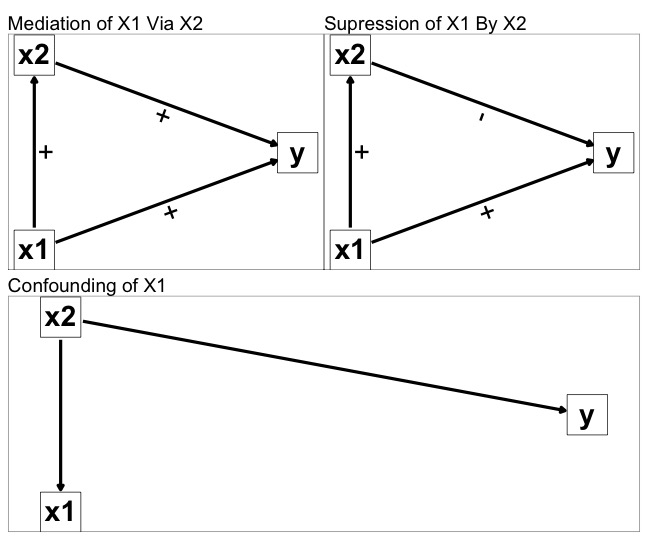 Mediation of X1 Via X2
x2
+
+
y
+
x1
Supression of X1 By X2
x2
-
+
y
+
x1
Confounding of X1
x2
y
x1